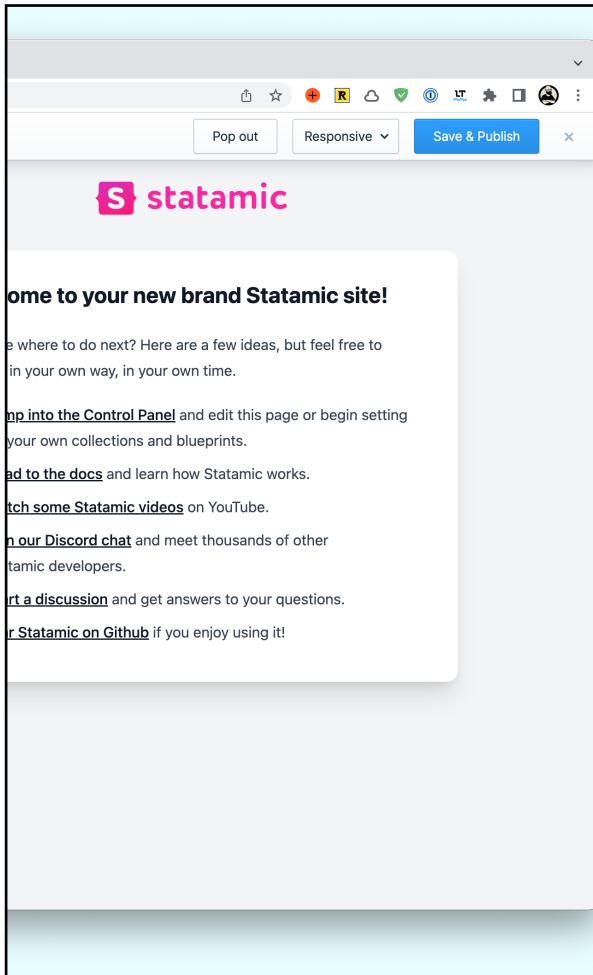 Pop out Responsive Save & Publish
S statamic
ome to your new brand Statamic site!
e where to do next? Here are a few ideas, but feel free to
in your own way, in your own time.
mp into the Control Panel and edit this page or begin setting
your own collections and blueprints.
ad to the docs and learn how Statamic works.
tch some Statamic videos on YouTube.
n our Discord chat and meet thousands of other
tamic developers.
rt a discussion and get answers to your questions.
r Statamic on Github if you enjoy using it!